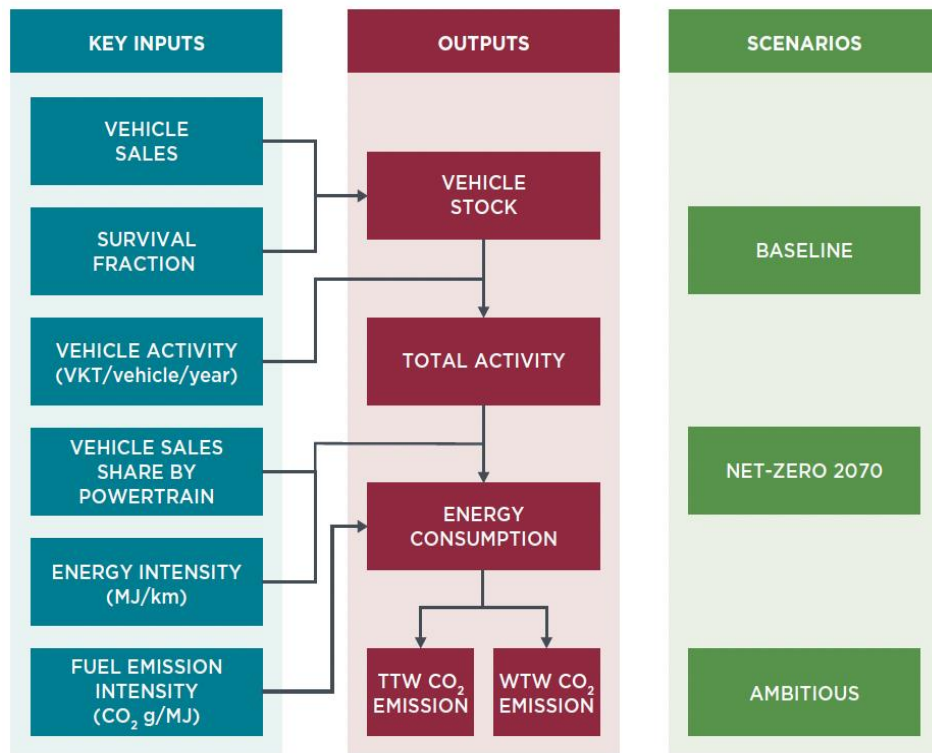 KEY INPUTS
OUTPUTS
SCENARIOS
VEHICLE
SALES
SURVIVAL
FRACTION
VEHICLE ACTIVITY
(VKT/vehicle/year)
VEHICLE SALES
SHARE BY
POWERTRAIN
ENERGY INTENSITY
(MJ/km)
FUEL EMISSION
INTENSITY
(CO₂ g/MJ)
VEHICLE
STOCK
TOTAL ACTIVITY
ENERGY
CONSUMPTION
TTW CO₂
EMISSION
WTW CO₂
EMISSION
BASELINE
NET-ZERO 2070
AMBITIOUS